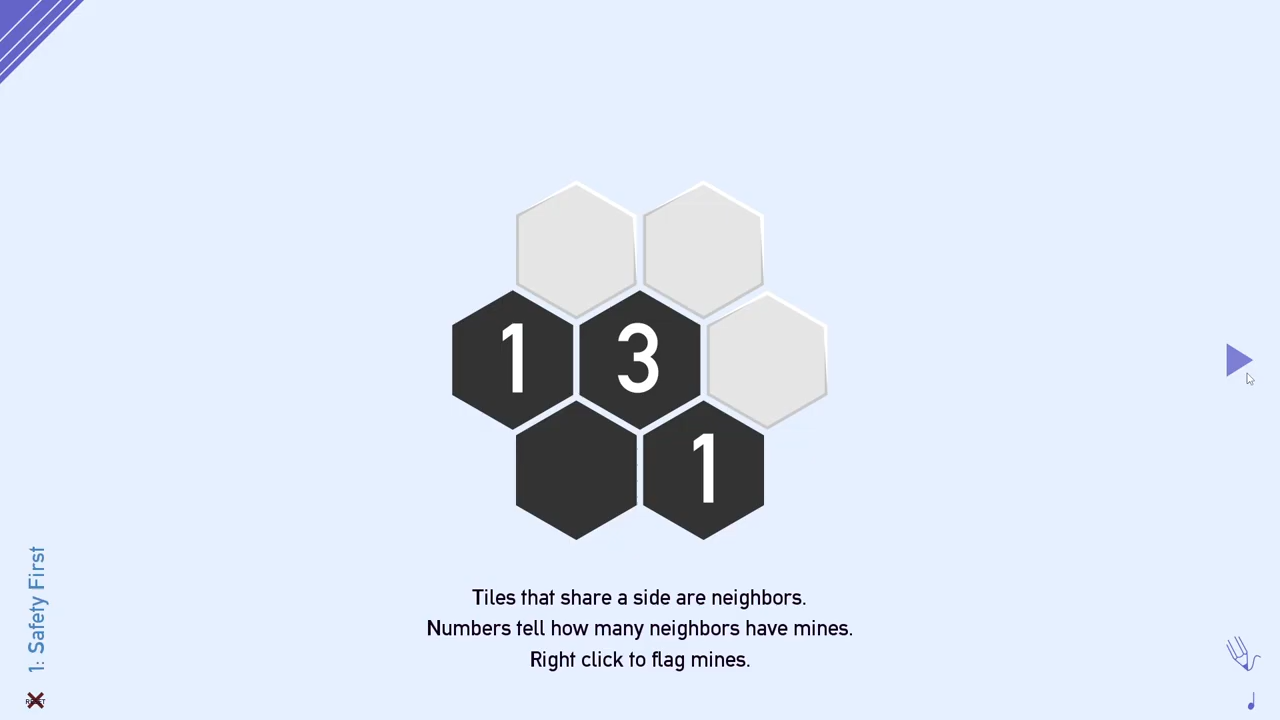 1 3
1
Tiles that share a side are neighbors.
Numbers tell how many neighbors have mines.
Right click to flag mines.
1: Safety First
RESET